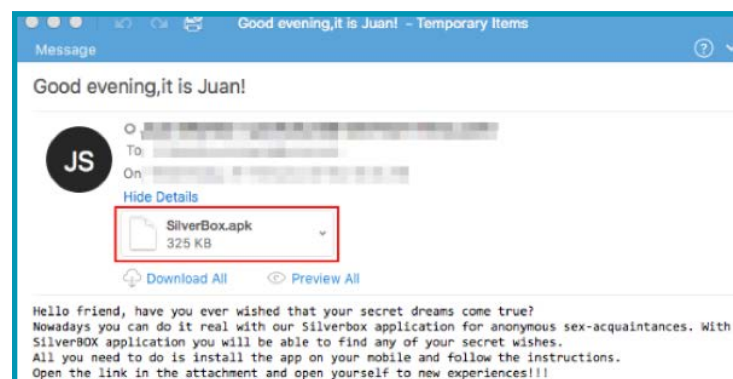 Good evening,it is Juan! - Temporary Items
Message
Good evening,it is Juan!
JS
To
On
Hide Details
SilverBox.apk
325 KB
Download All Preview All
Hello friend, have you ever wished that your secret dreams come true?
Nowadays you can do it real with our Silverbox application for anonymous sex-acquaintances. With
SilverBOX application you will be able to find any of your secret wishes.
All you need to do is install the app on your mobile and follow the instructions.
Open the link in the attachment and open yourself to new experiences!!!